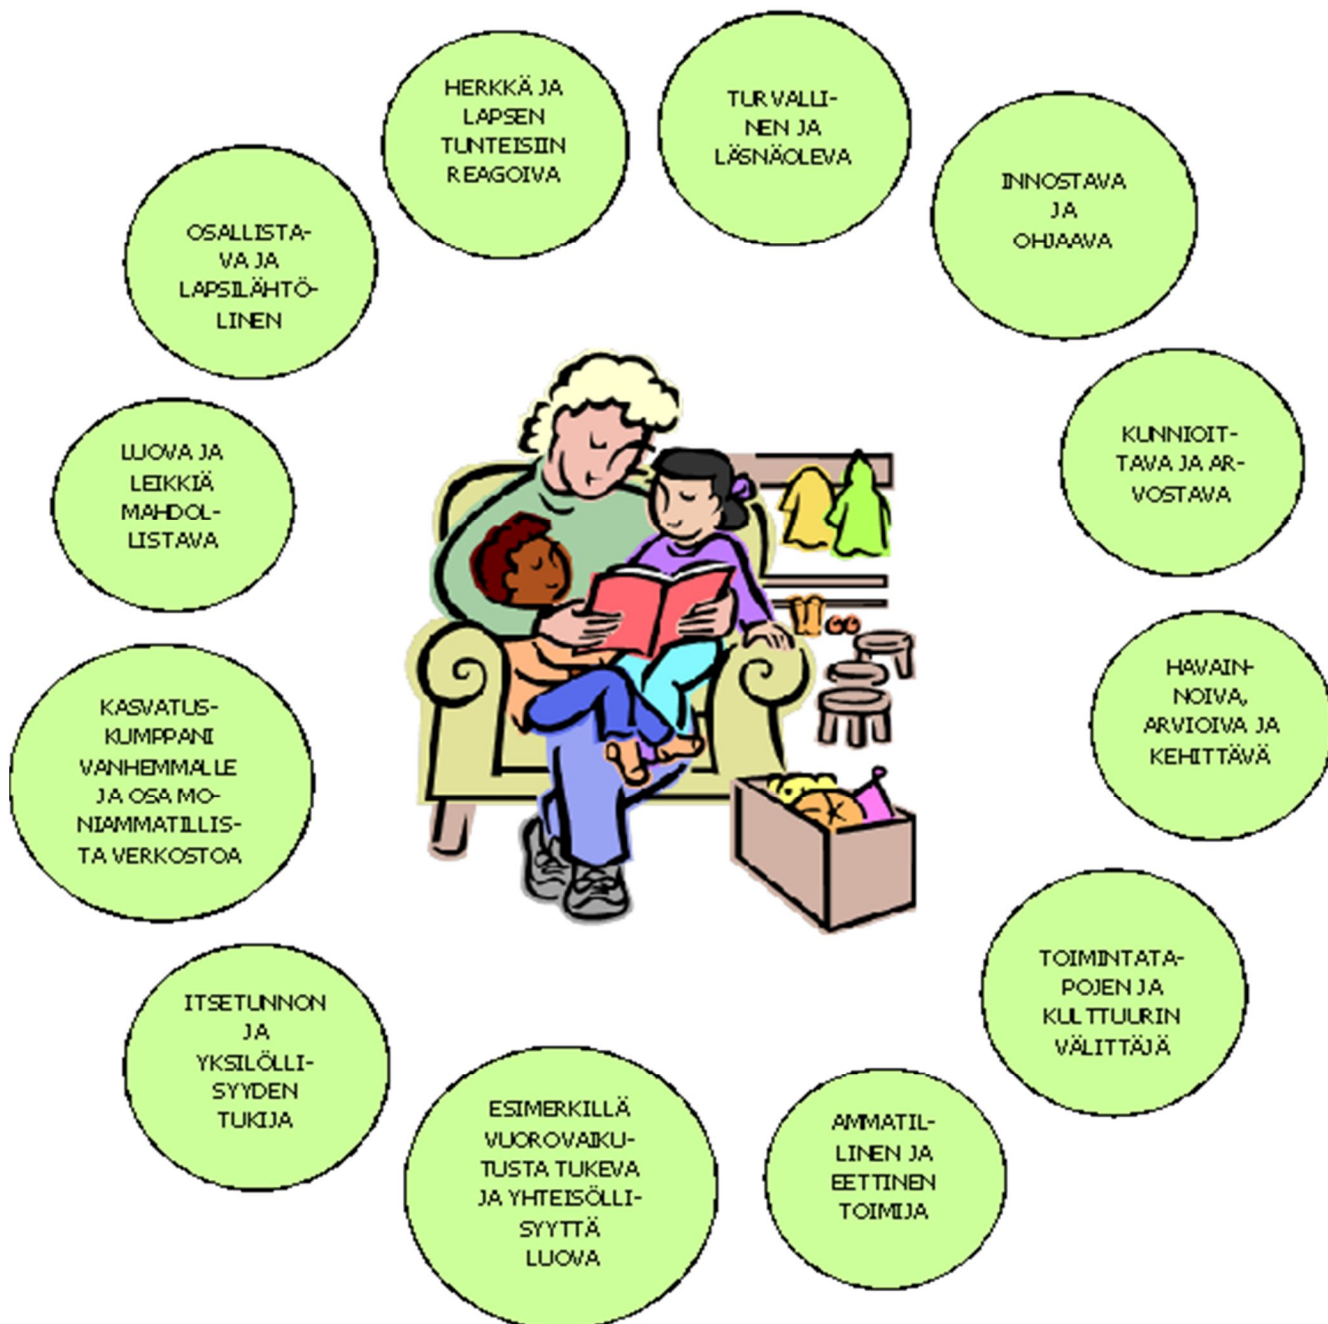 HERKKÄ JA
LAPSEN
TUNTEISIIN
REAGOIVA
TURVALLI-
NEN JA
LÄSNÄOLEVA
INNOSTAVA
JA
OHJAAVA
KUNNIOIT-
TAVA JA AR-
VOSTAVA
HAVAIN-
NOIVA,
ARVIOIVA JA
KEHITTÄVÄ
TOIMINTATA-
POJEN JA
KULTTUURIN
VÄLITTÄJÄ
AMMATIL-
LINEN JA
EETTINEN
TOIMIJA
ESIMERKILLÄ
VUOROVAIKU-
TUSTA TUKEVA
JA YHTEISÖLLI-
SYYTTÄ
LUOVA
ITSETUNNON
JA
YKSILÖLLI-
SYYDEN
TUKIJA
KASVATUS-
KUMPPANI
VANHEMMALLE
JA OSA MO-
NIAMMATILLIS-
TA VERKOSTOA
LUOVA JA
LEIKKIÄ
MAHDOL-
LISTAVA
OSALLISTA-
VA JA
LAPSILÄHTÖ-
LINEN